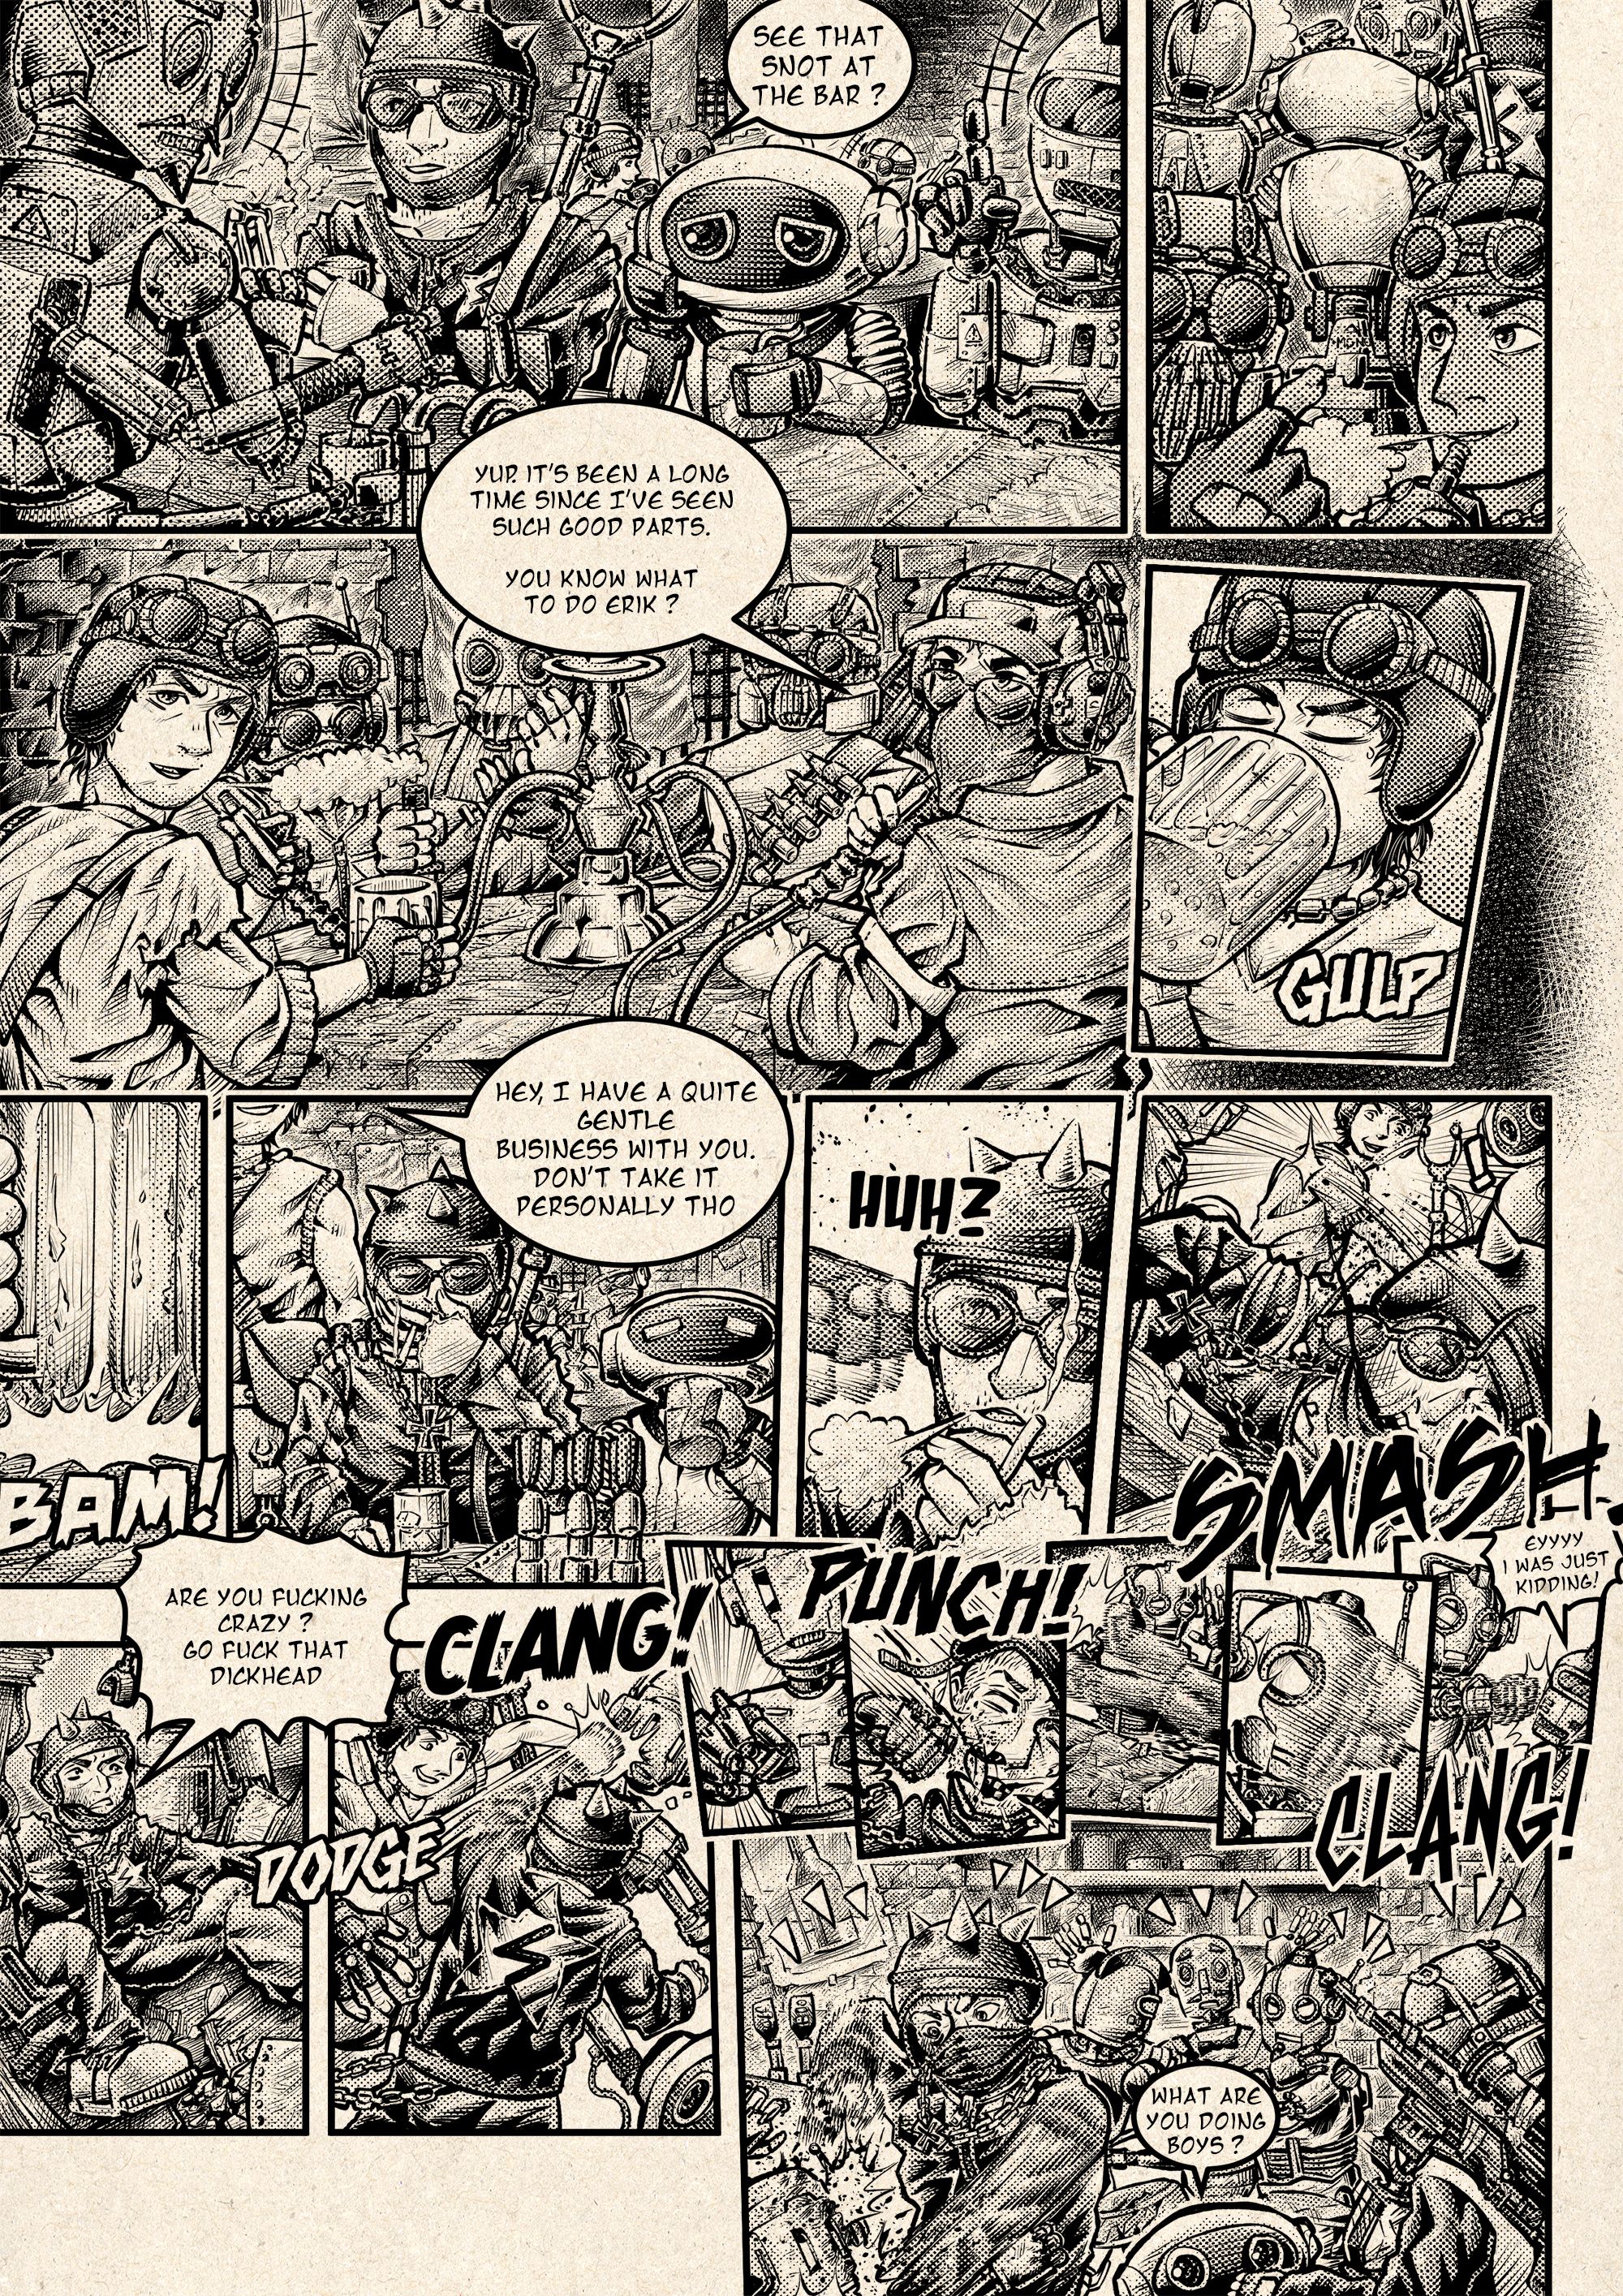 SEE THAT
SNOT AT
THE BAR ?
YUP. IT'S BEEN A LONG
TIME SINCE I'VE SEEN
SUCH GOOD PARTS.
YOU KNOW WHAT
TO DO ERIK ?
GULP
BAM!
HEY, I HAVE A QUITE
GENTLE
BUSINESS WITH YOU.
DON'T TAKE IT
PERSONALLY THO
HUH?
SMASH
ARE YOU FUCKING
CRAZY ?
GO FUCK THAT
DICKHEAD
DODGE
CLANG!
PUNCH!
EYYYY
I WAS JUST
KIDDING!
CLANG!
WHAT ARE
YOU DOING
BOYS ?